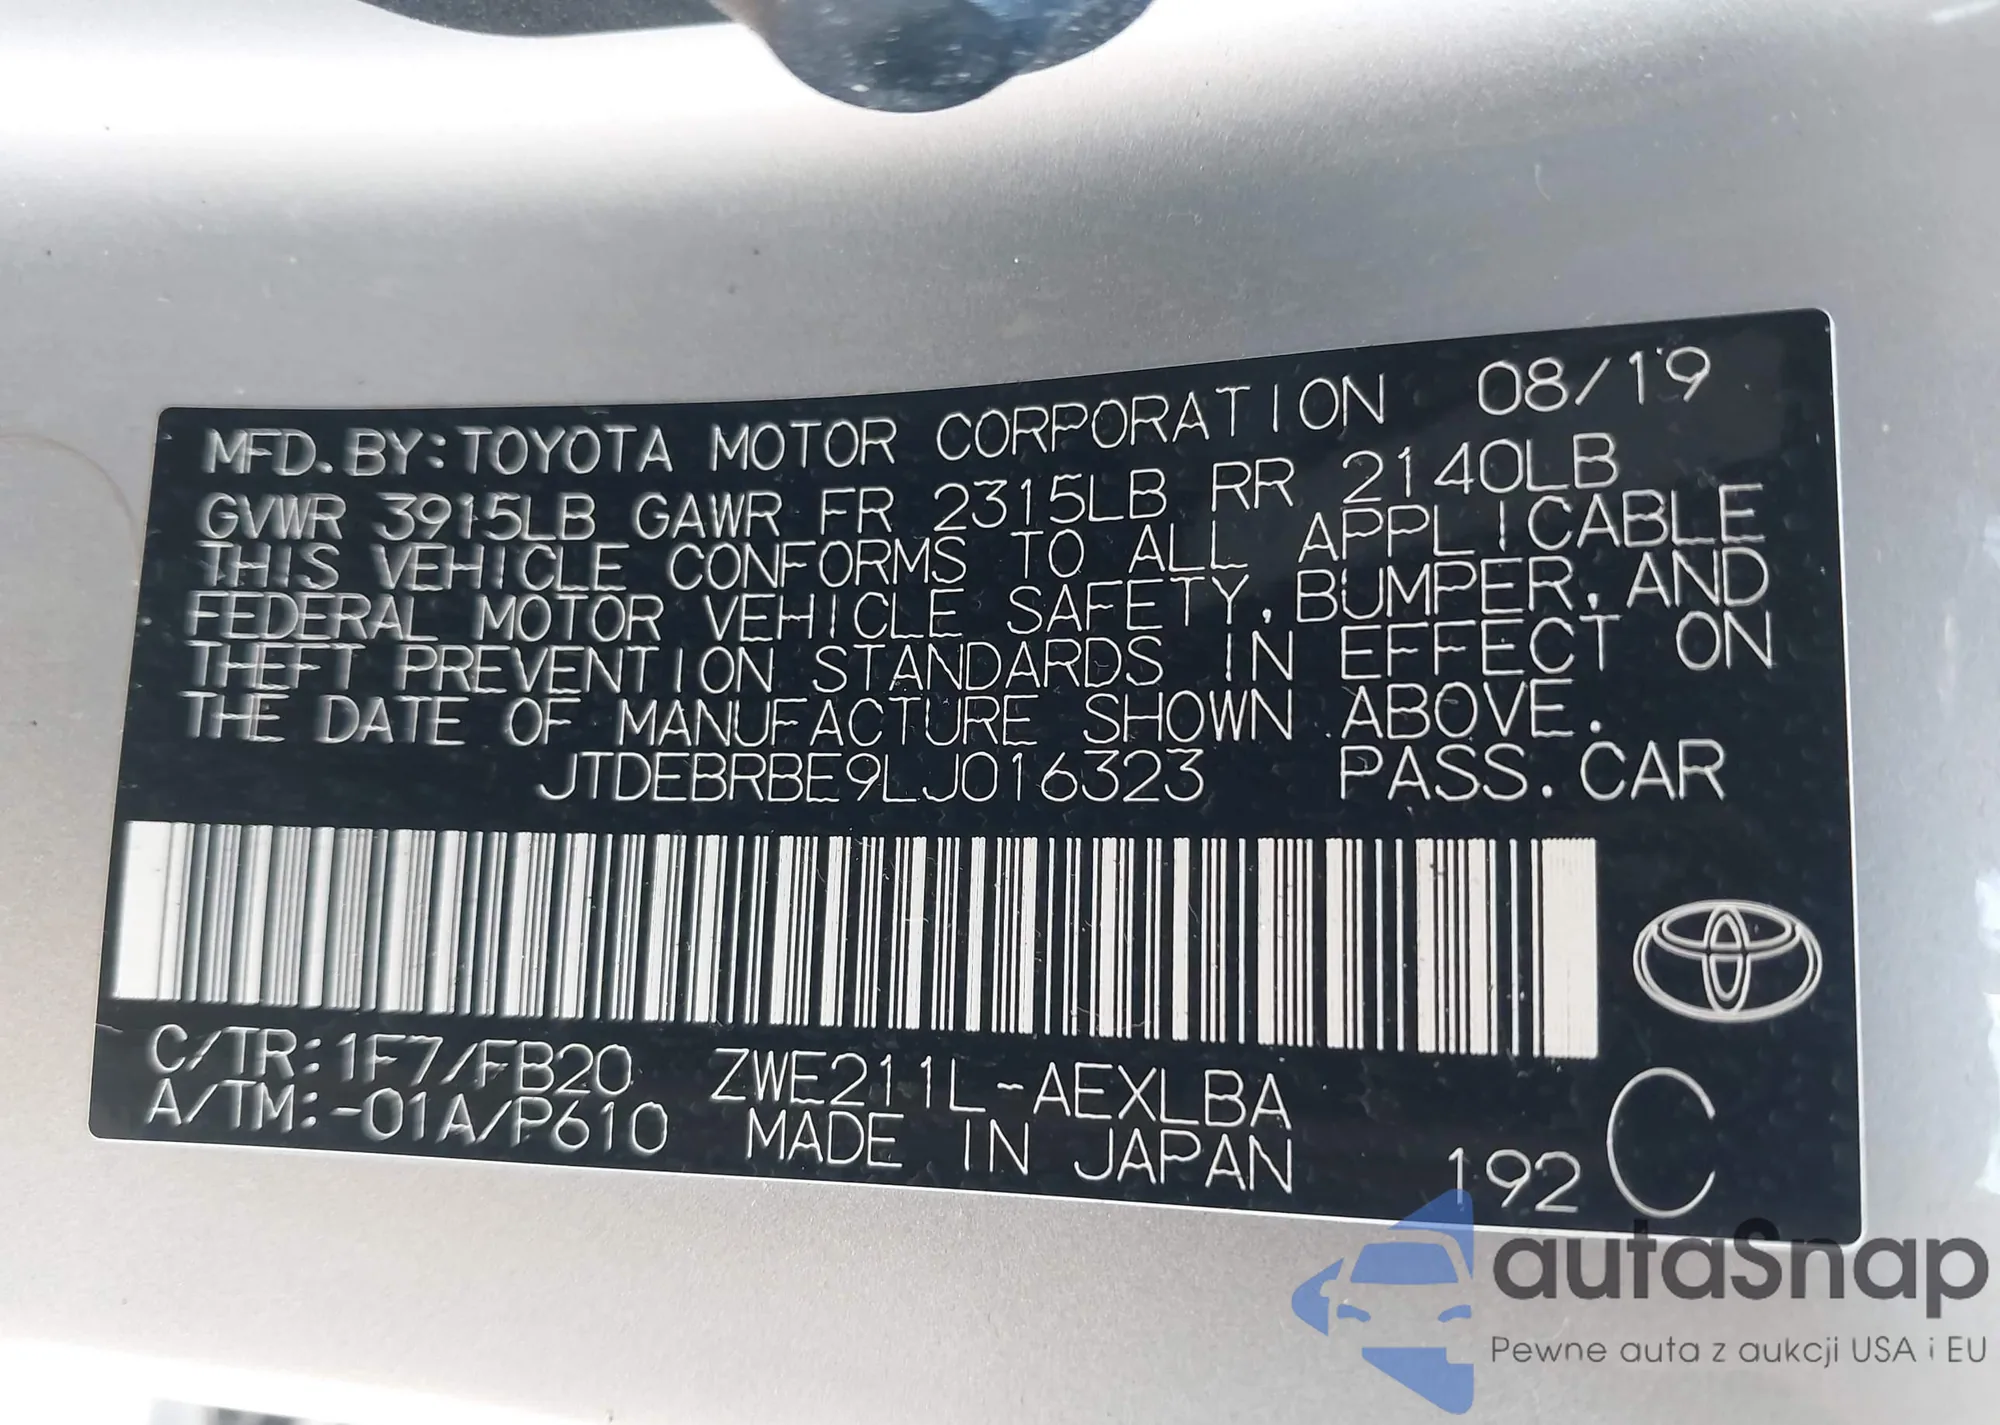 MFD. BY: TOYOTA MOTOR CORPORATION 08/19
GVWR 3915LB GAWR FR 2315LB RR 2140LB
THIS VEHICLE CONFORMS TO ALL APPLICABLE
FEDERAL MOTOR VEHICLE SAFETY, BUMPER, AND
THEFT PREVENTION STANDARDS IN EFFECT ON
THE DATE OF MANUFACTURE SHOWN ABOVE.
JTDEBRBE9LJ016323 PASS. CAR
C/TR: 1F7/FB20 ZWE211L-AEXLBA
A/TM: -01A/P610 MADE IN JAPAN 192 C
autaSnap
Pewne auta z aukcji USA i EU